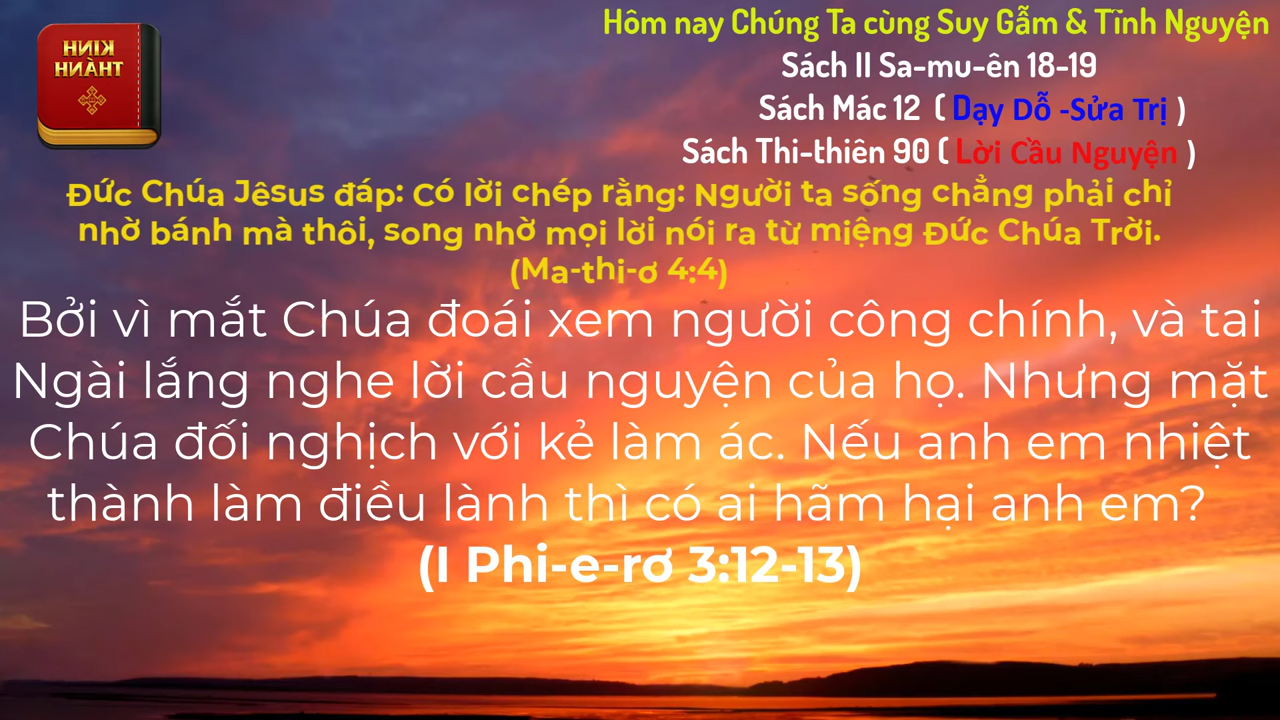 KINH
THÁNH
Hôm nay Chúng Ta cùng Suy Gẫm & Tĩnh Nguyện
Sách II Sa-mu-ên 18-19
Sách Mác 12 ( Dạy Dỗ -Sửa Trị )
Sách Thi-thiên 90 ( Lời Cầu Nguyện )
Đức Chúa Jêsus đáp: Có lời chép rằng: Người ta sống chẳng phải chỉ
nhờ bánh mà thôi, song nhờ mọi lời nói ra từ miệng Đức Chúa Trời.
(Ma-thi-ơ 4:4)
Bởi vì mắt Chúa đoái xem người công chính, và tai
Ngài lắng nghe lời cầu nguyện của họ. Nhưng mặt
Chúa đối nghịch với kẻ làm ác. Nếu anh em nhiệt
thành làm điều lành thì có ai hãm hại anh em?
(I Phi-e-rơ 3:12-13)